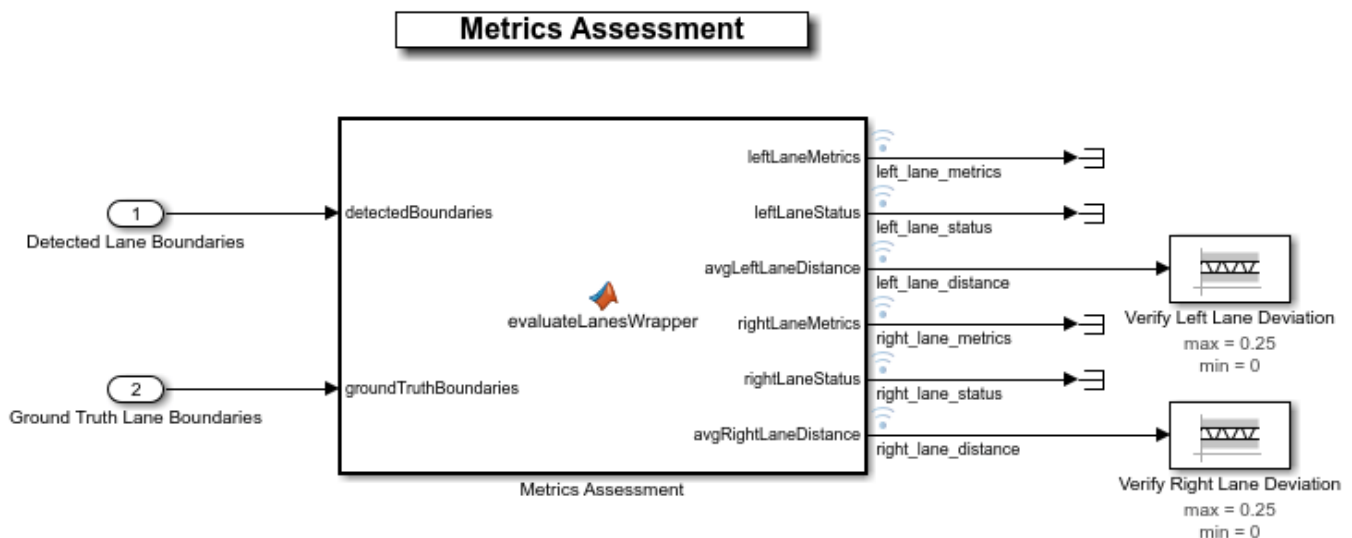 Metrics Assessment
leftLaneMetrics
left_lane_metrics
1
detectedBoundaries
leftLaneStatus
Detected Lane Boundaries
left_lane_status
avgLeftLaneDistance
left_lane_distance
evaluateLanesWrapper
rightLaneMetrics
Verify Left Lane Deviation
right_lane_metrics
max = 0.25
min = 0
2
groundTruthBoundaries
rightLaneStatus
Ground Truth Lane Boundaries
right_lane_status
avgRightLaneDistance
right_lane_distance
Metrics Assessment
Verify Right Lane Deviation
max = 0.25
min = 0